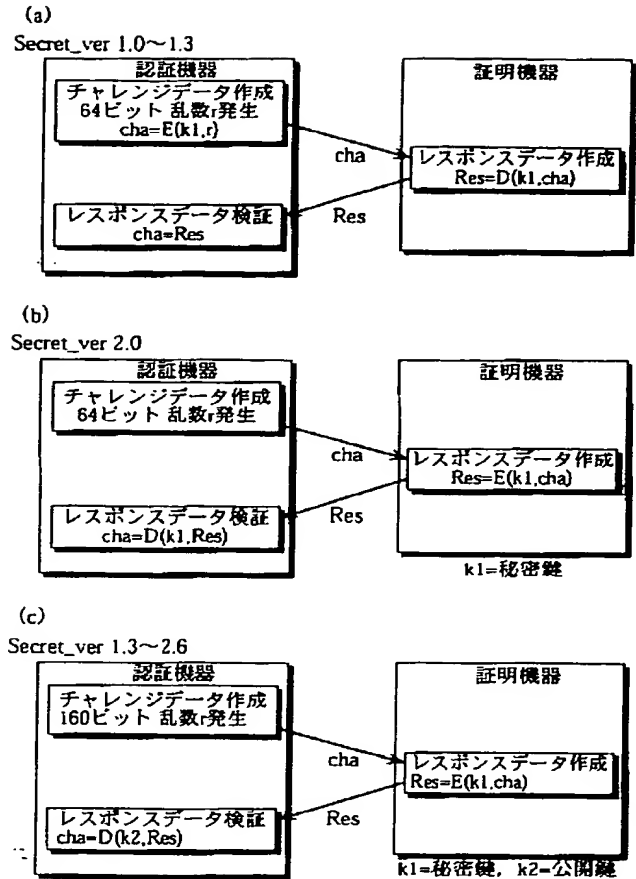 (a)
Secret_ver 1.0～1.3
認証機器
チャレンジデータ作成
64ビット 乱数r発生
cha=E(k1,r}
cha
証明機器
レスポンスデータ作成
Res=D(k1,cha)
レスポンスデータ検証
cha=Res
Res
(b)
Secret_ver 2.0
認証機器
チャレンジデータ作成
64ビット 乱数r発生
cha
証明機器
レスポンスデータ作成
Res=E(k1,cha)
レスポンスデータ検証
cha=D(k1,Res)
Res
k1=秘密鍵
(c)
Secret_ver 1.3～2.6
認証機器
チャレンジデータ作成
160ビット 乱数r発生
cha
証明機器
レスポンスデータ作成
Res=E(k1,cha)
レスポンスデータ検証
cha=D(k2,Res)
Res
k1=秘密鍵, k2=公開鍵